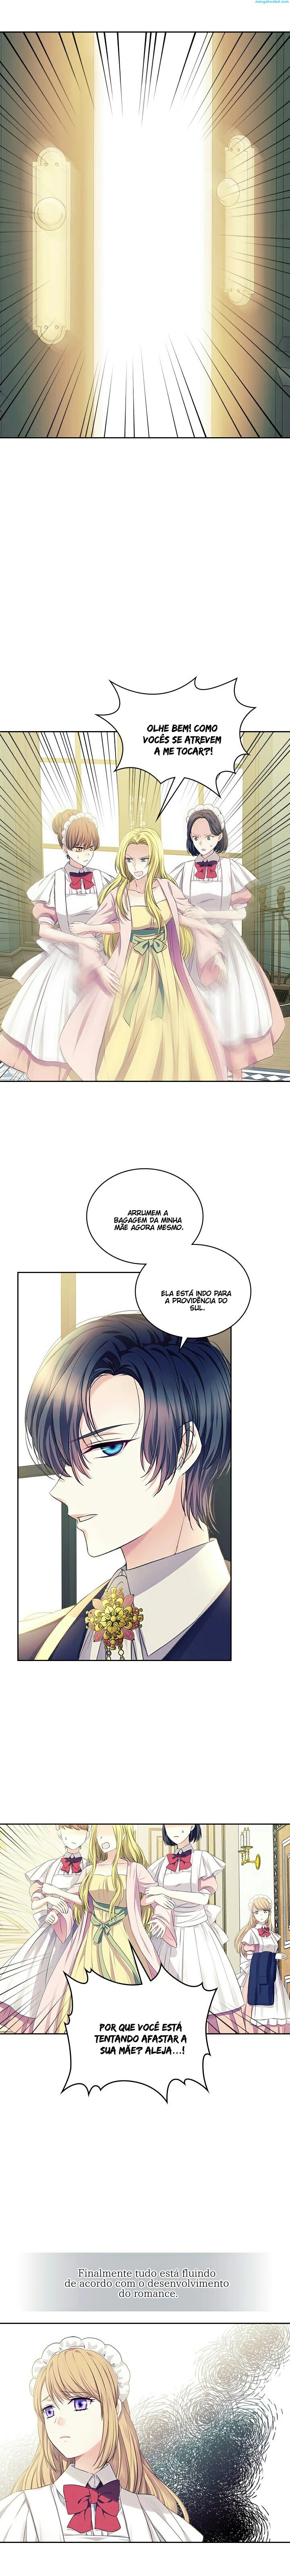 OLHE BEM! COMO
VOCÊS SE ATREVEM
A ME TOCAR?!
ARRUMEM A
BAGAGEM DA MINHA
MÃE AGORA MESMO.
ELA ESTÁ INDO PARA
A PROVIDÊNCIA DO
SUL.
POR QUE VOCÊ ESTÁ
TENTANDO AFASTAR A
SUA MÃE? ALEJA...!
Finalmente tudo está fluindo
de acordo com o desenvolvimento
do romance.